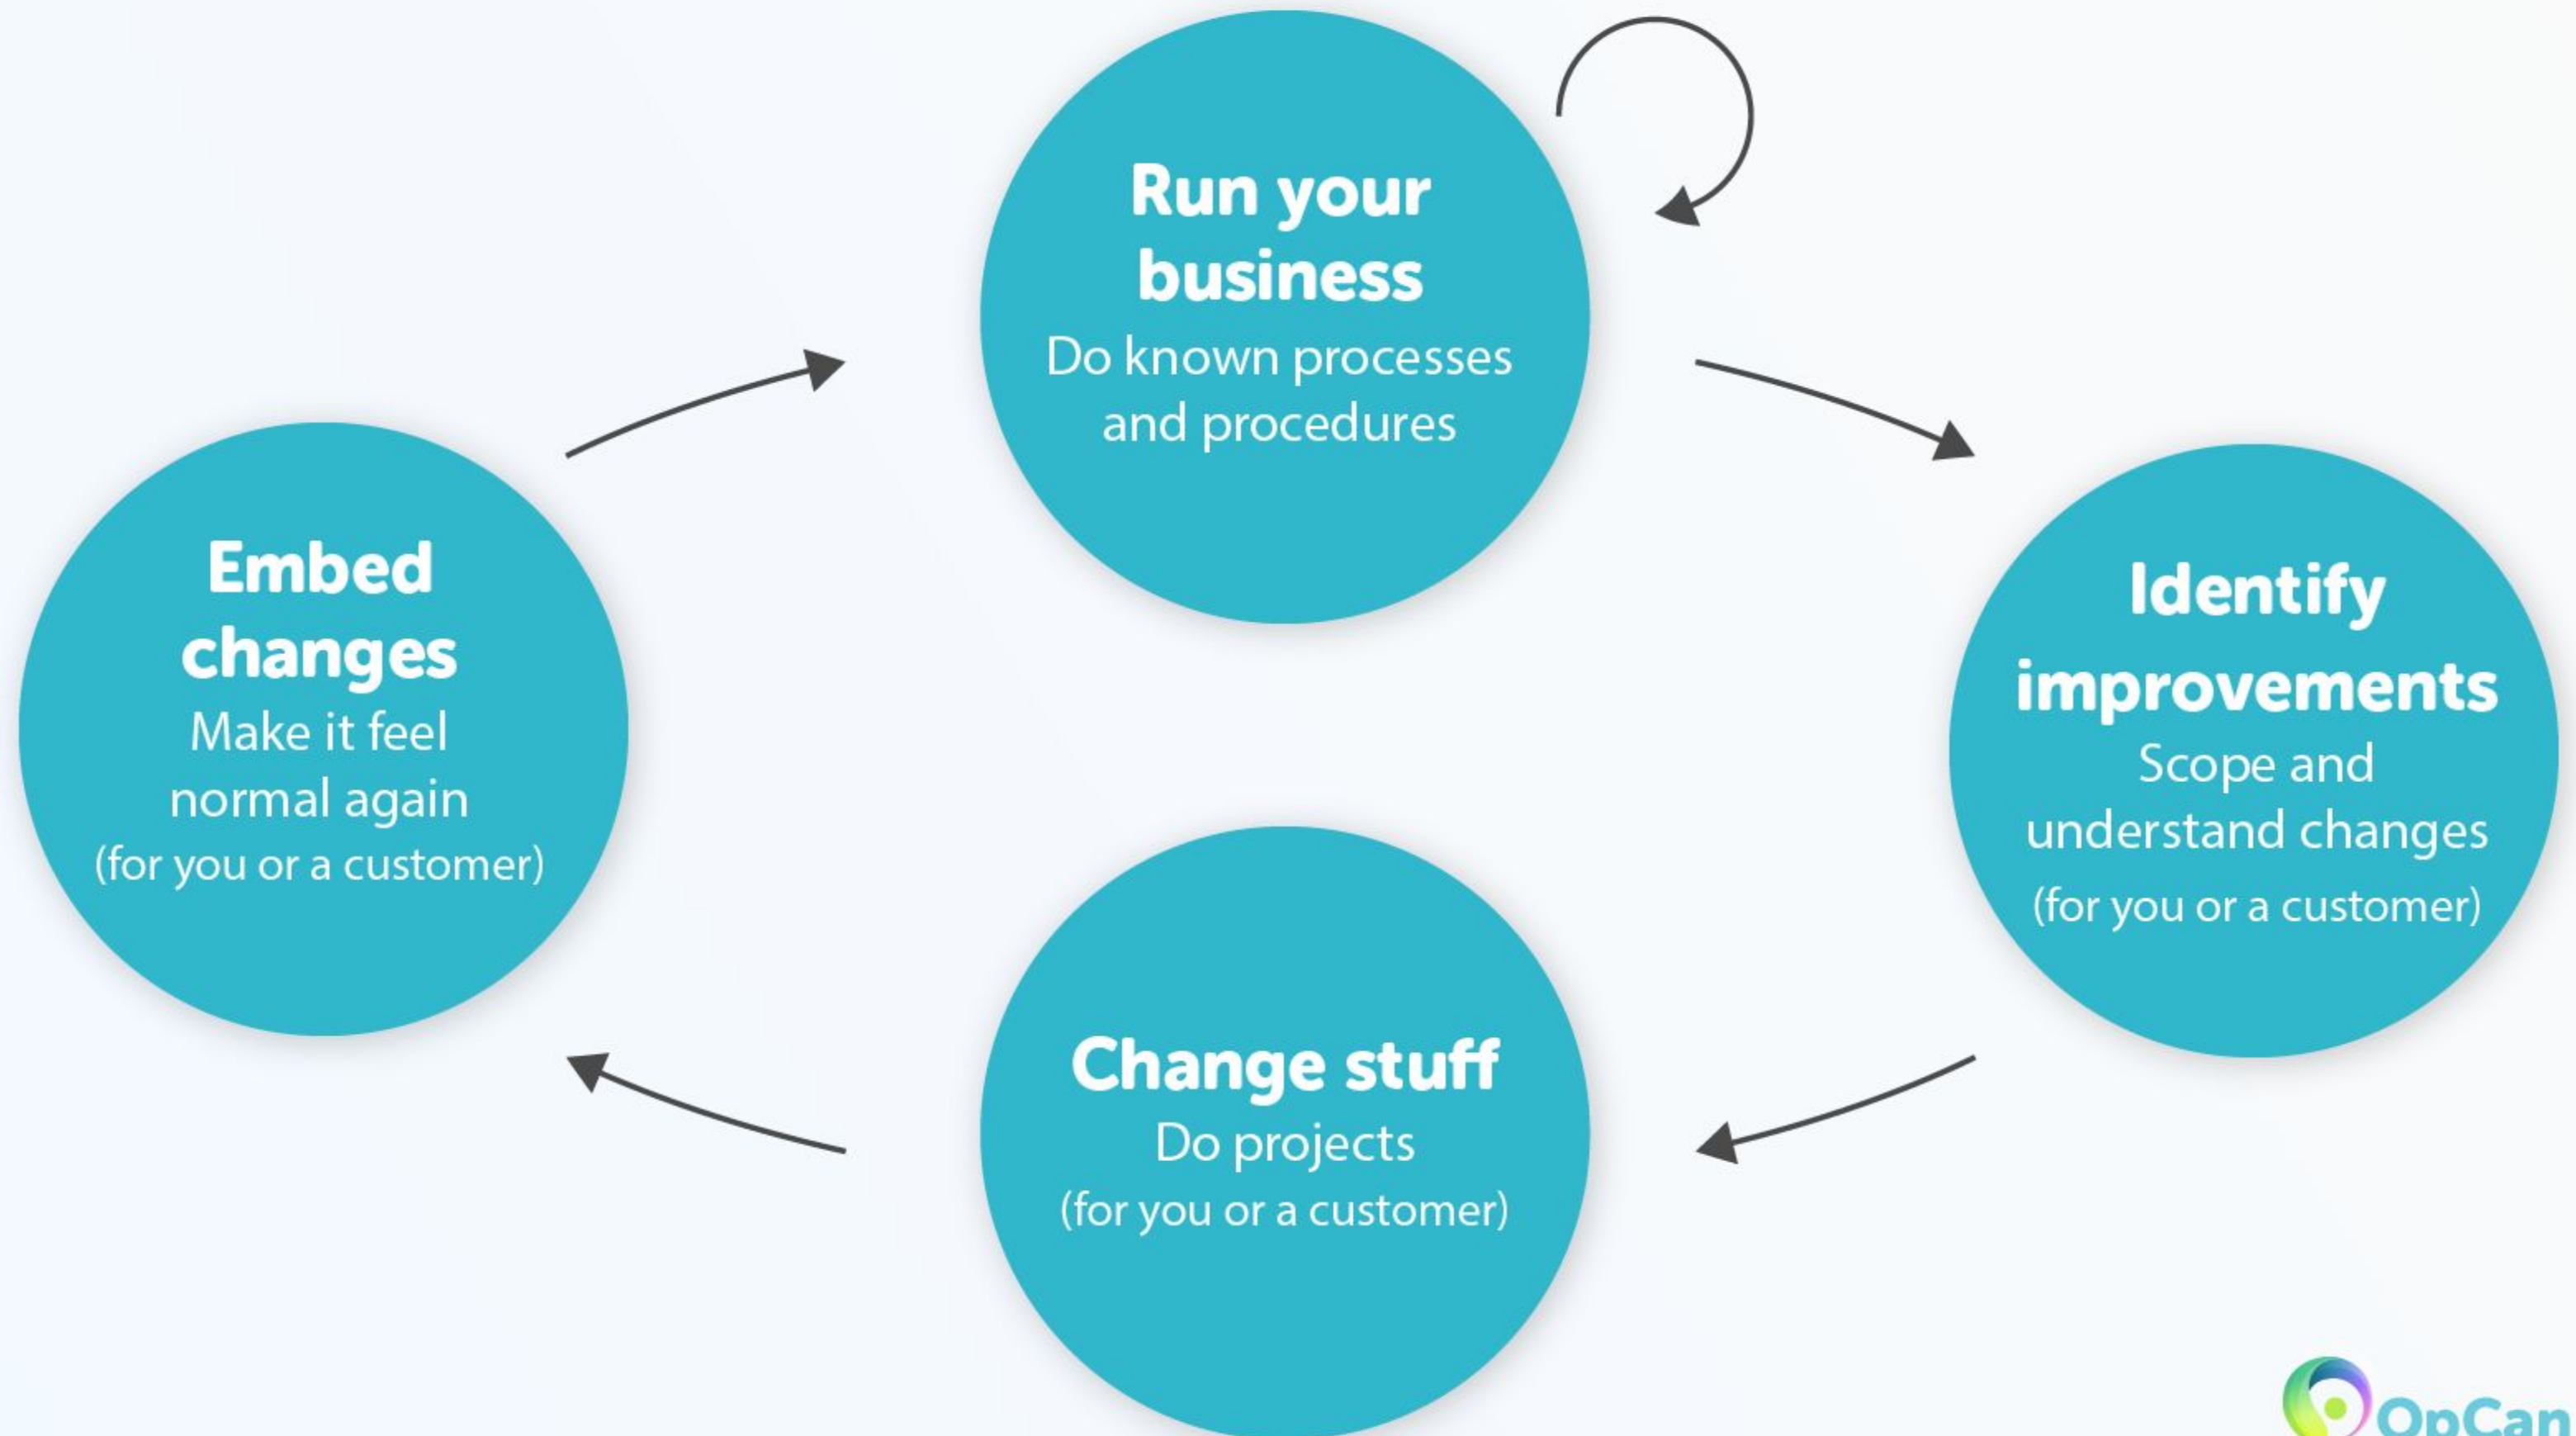 Run your
business
Do known processes
and procedures
Embed
changes
Make it feel
normal again
(for you or a customer)
Identify
improvements
Scope and
understand changes
(for you or a customer)
Change stuff
Do projects
(for you or a customer)
OpCan